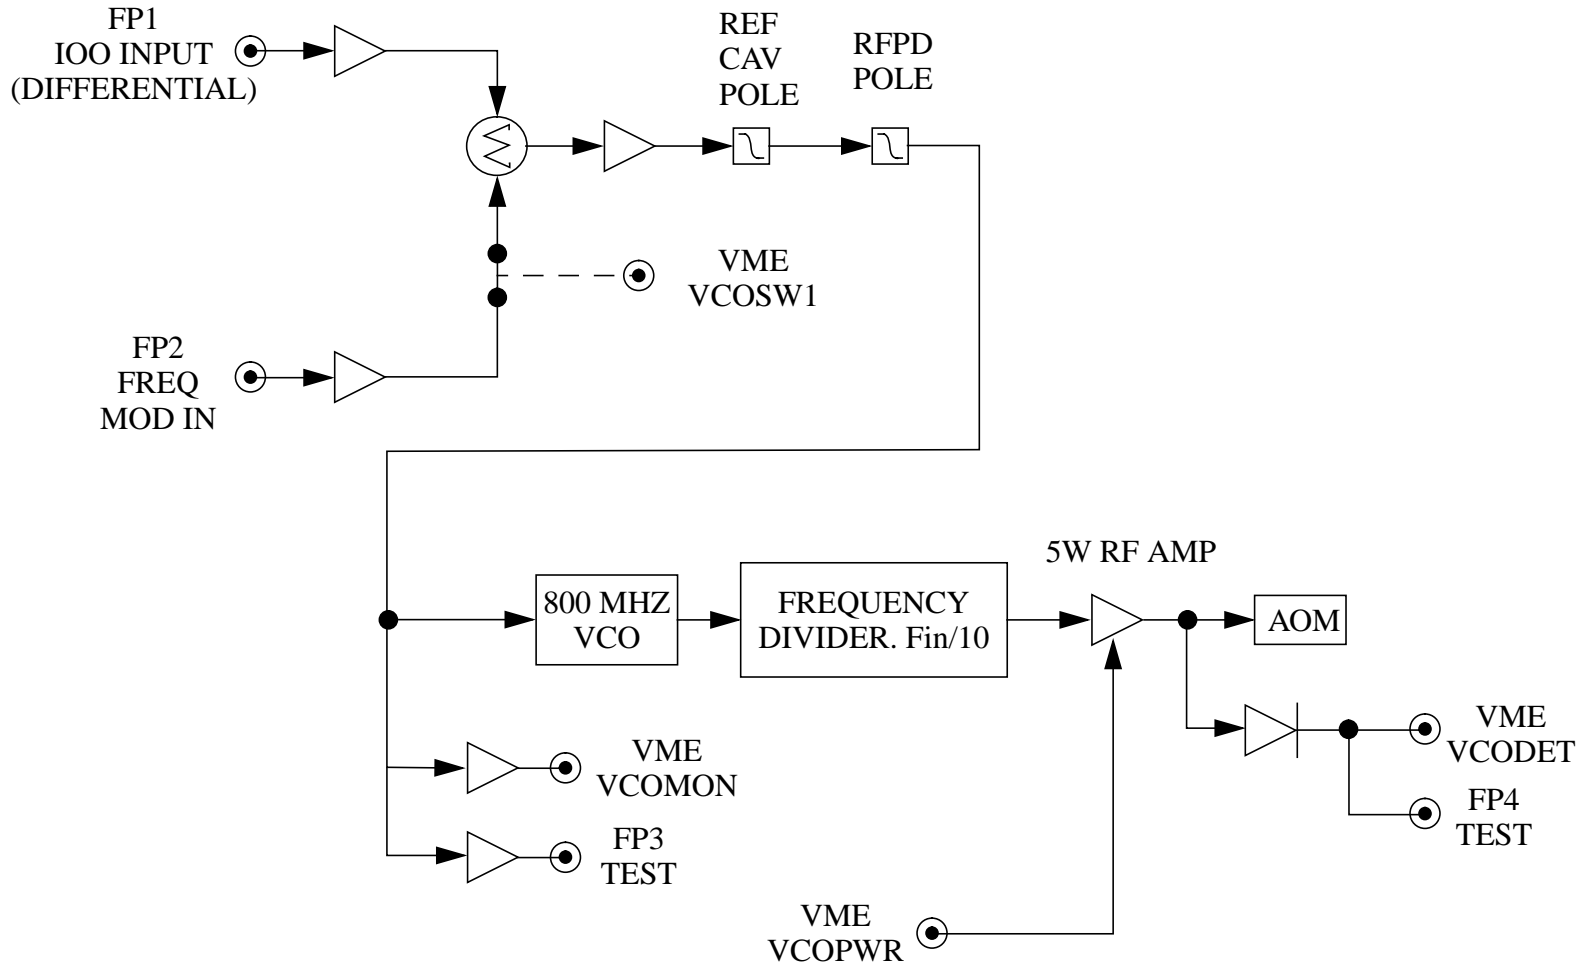 FP1
IOO INPUT
(DIFFERENTIAL)
REF
CAV
POLE
RFPD
POLE
VME
VCOSW1
FP2
FREQ
MOD IN
5W RF AMP
800 MHZ
VCO
FREQUENCY
DIVIDER. Fin/10
AOM
VME
VCODET
VME
VCOMON
FP4
TEST
FP3
TEST
VME
VCOPWR